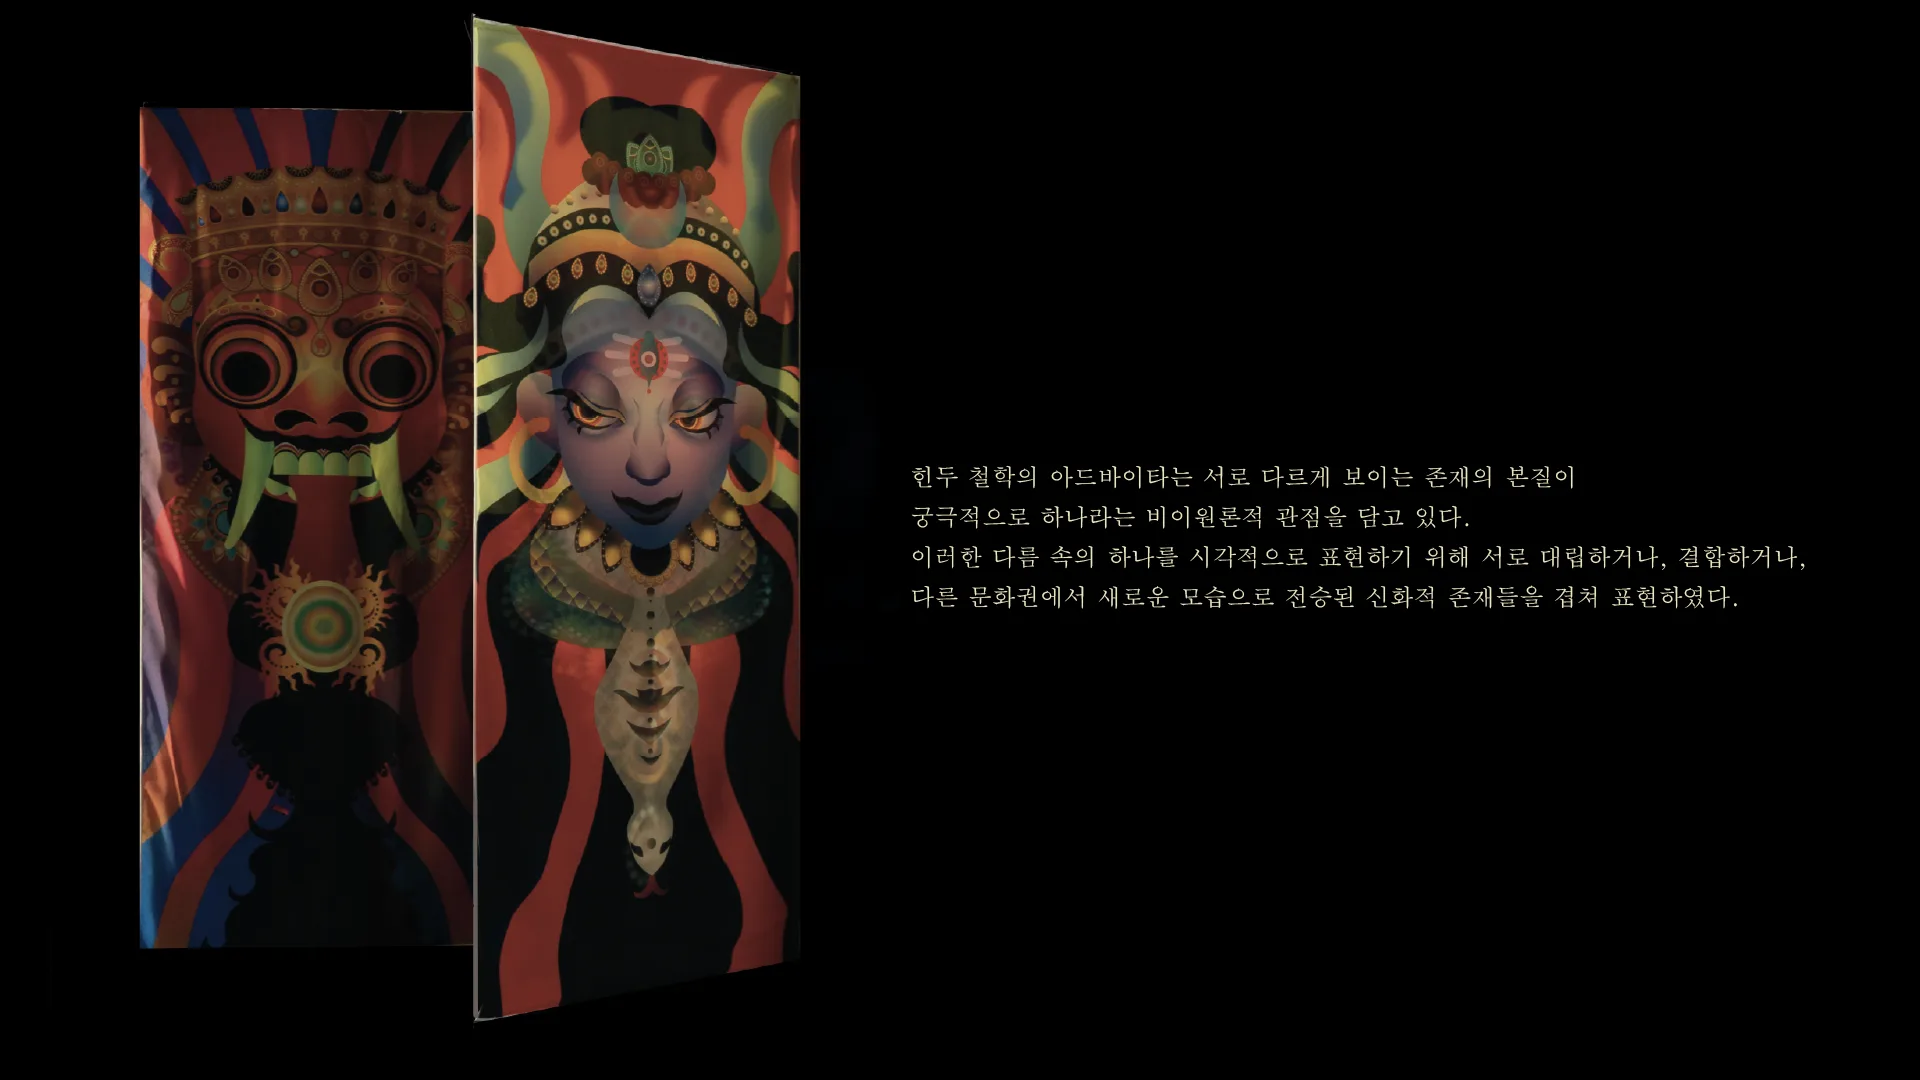 힌두 철학의 아드바이타는 서로 다르게 보이는 존재의 본질이
궁극적으로 하나라는 비이원론적 관점을 담고 있다.
이러한 다름 속의 하나를 시각적으로 표현하기 위해 서로 대립하거나, 결합하거나,
다른 문화권에서 새로운 모습으로 전승된 신화적 존재들을 겹쳐 표현하였다.